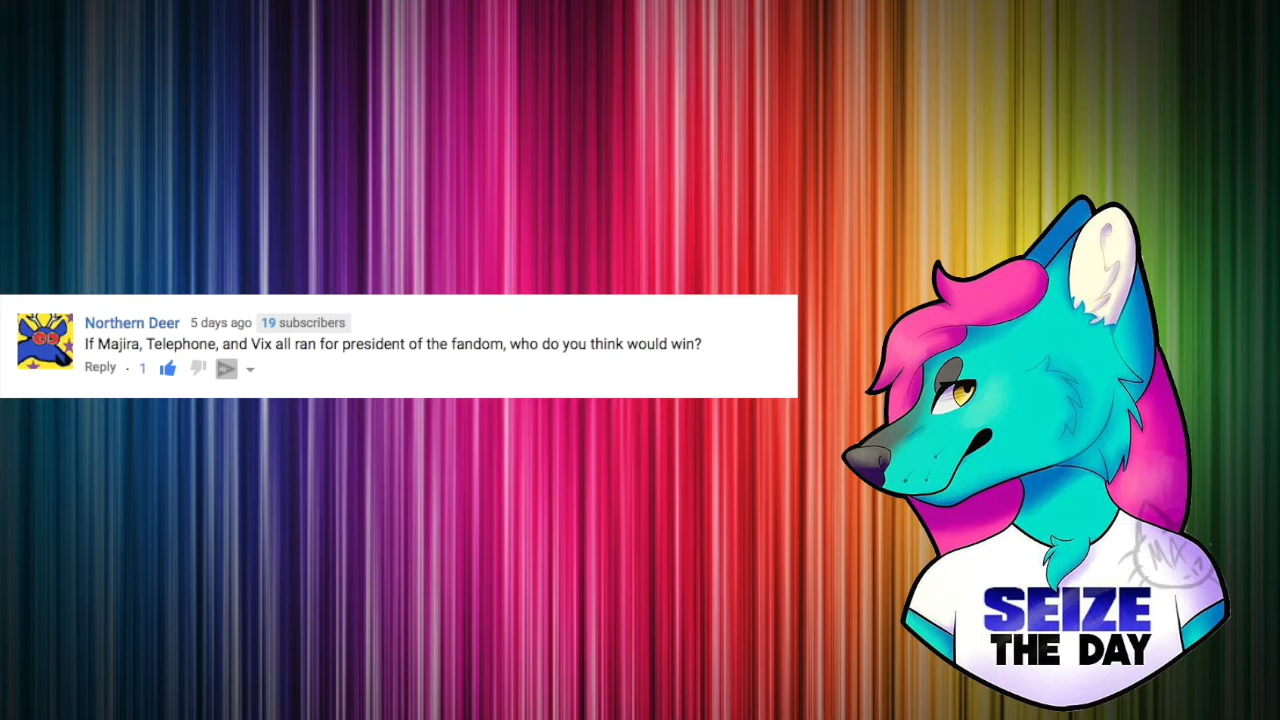 Northern Deer 5 days ago 19 subscribers
If Majira, Telephone, and Vix all ran for president of the fandom, who do you think would win?
Reply · 1
SEIZE
THE DAY